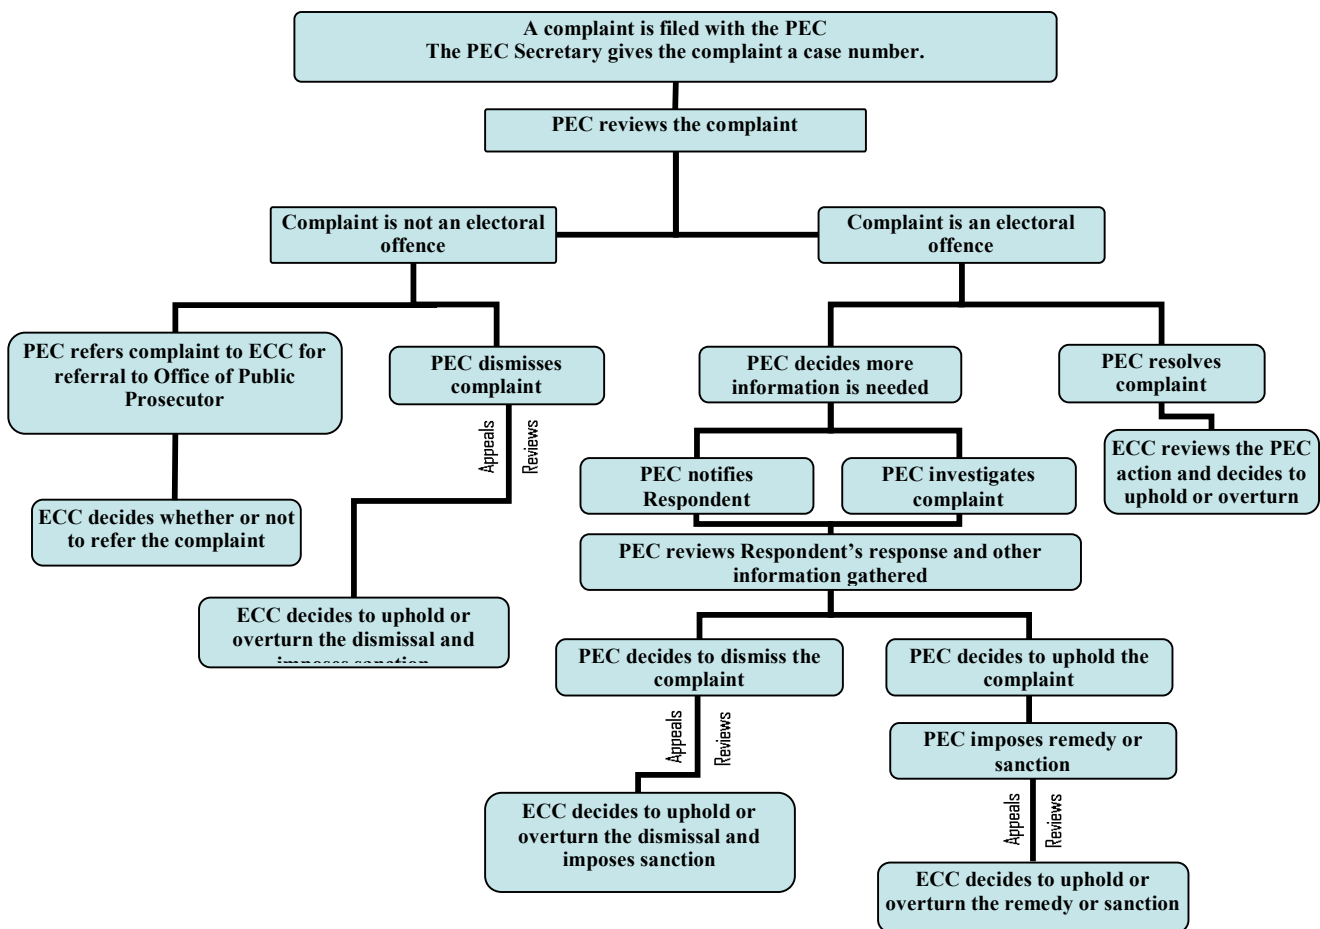 A complaint is filed with the PEC
The PEC Secretary gives the complaint a case number.
PEC reviews the complaint
Complaint is not an electoral
offence
Complaint is an electoral
offence
PEC refers complaint to ECC for
referral to Office of Public
Prosecutor
PEC dismisses
complaint
PEC decides more
information is needed
PEC resolves
complaint
Appeals
Reviews
ECC reviews the PEC
action and decides to
uphold or overturn
PEC notifies
Respondent
PEC investigates
complaint
ECC decides whether or not
to refer the complaint
PEC reviews Respondent’s response and other
information gathered
ECC decides to uphold or
overturn the dismissal and
imposes sanction
PEC decides to dismiss the
complaint
PEC decides to uphold the
complaint
Appeals
Reviews
PEC imposes remedy or
sanction
ECC decides to uphold or
overturn the dismissal and
imposes sanction
Appeals
Reviews
ECC decides to uphold or
overturn the remedy or sanction